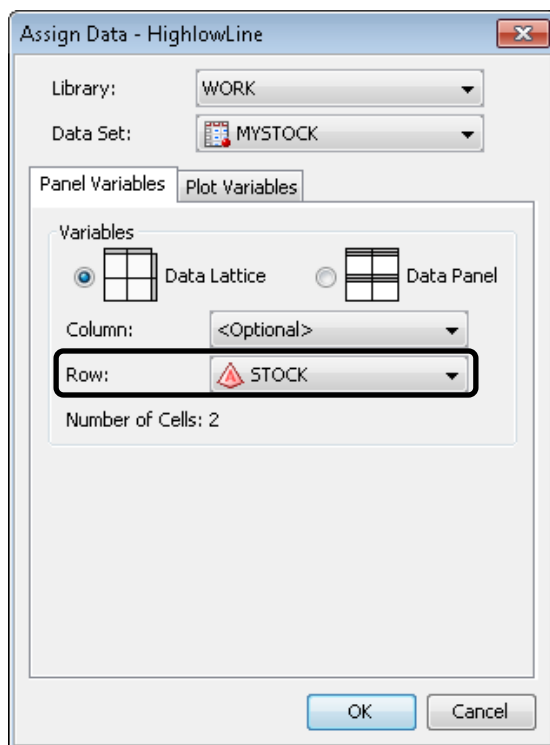 Assign Data - HighlowLine
Library: WORK
Data Set: MYSTOCK
Panel Variables Plot Variables
Variables
Data Lattice Data Panel
Column: <Optional>
Row: STOCK
Number of Cells: 2
OK Cancel